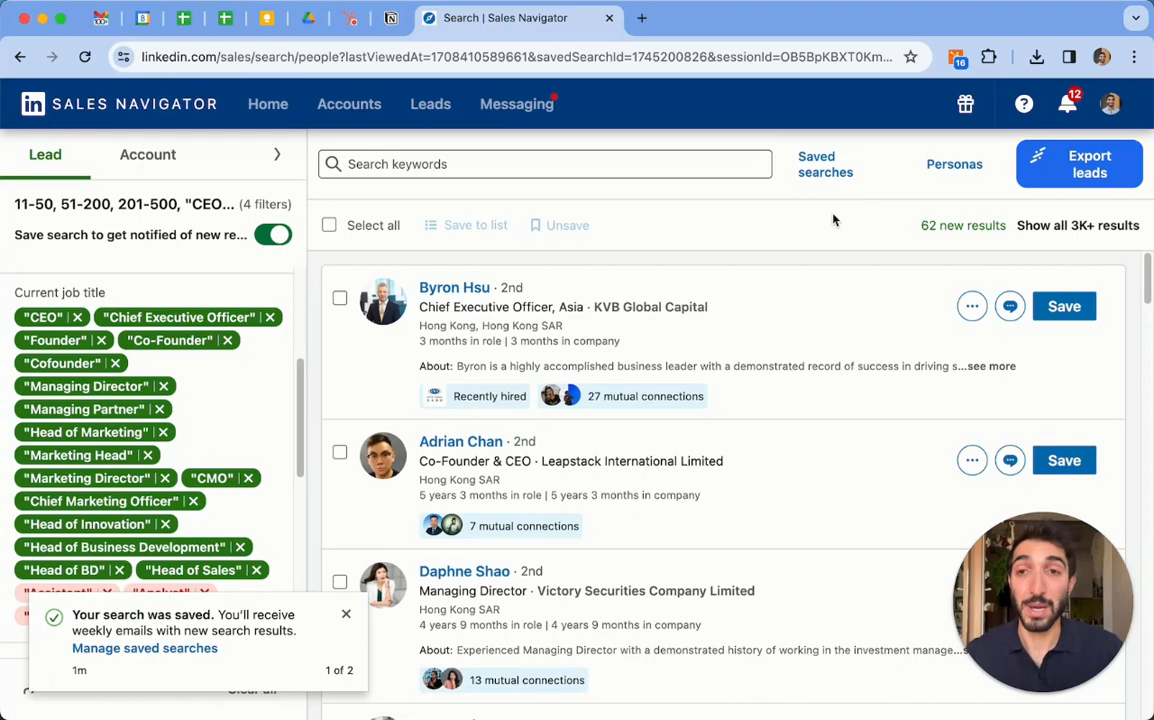 Search | Sales Navigator
linkedin.com/sales/search/people?lastViewedAt=1708410589661&savedSearchId=1745200826&sessionId=OB5BpKBXT0Km...
16
in SALES NAVIGATOR
Home
Accounts
Leads
Messaging
12
Lead
Account
Search keywords
Saved searches
Personas
Export leads
11-50, 51-200, 201-500, "CEO... (4 filters)
Save search to get notified of new re...
Select all
Save to list
Unsave
62 new results
Show all 3K+ results
Current job title
"CEO"
"Chief Executive Officer"
"Founder"
"Co-Founder"
"Cofounder"
"Managing Director"
"Managing Partner"
"Head of Marketing"
"Marketing Head"
"Marketing Director"
"CMO"
"Chief Marketing Officer"
"Head of Innovation"
"Head of Business Development"
"Head of BD"
"Head of Sales"
"Assistant"
"Analyst"
Your search was saved. You'll receive
weekly emails with new search results.
Manage saved searches
1m
1 of 2
Byron Hsu · 2nd
Chief Executive Officer, Asia · KVB Global Capital
Hong Kong, Hong Kong SAR
3 months in role | 3 months in company
About: Byron is a highly accomplished business leader with a demonstrated record of success in driving s...see more
Recently hired
27 mutual connections
Save
Adrian Chan · 2nd
Co-Founder & CEO · Leapstack International Limited
Hong Kong SAR
5 years 3 months in role | 5 years 3 months in company
7 mutual connections
Save
Daphne Shao · 2nd
Managing Director · Victory Securities Company Limited
Hong Kong SAR
4 years 9 months in role | 4 years 9 months in company
About: Experienced Managing Director with a demonstrated history of working in the investment manage...
13 mutual connections